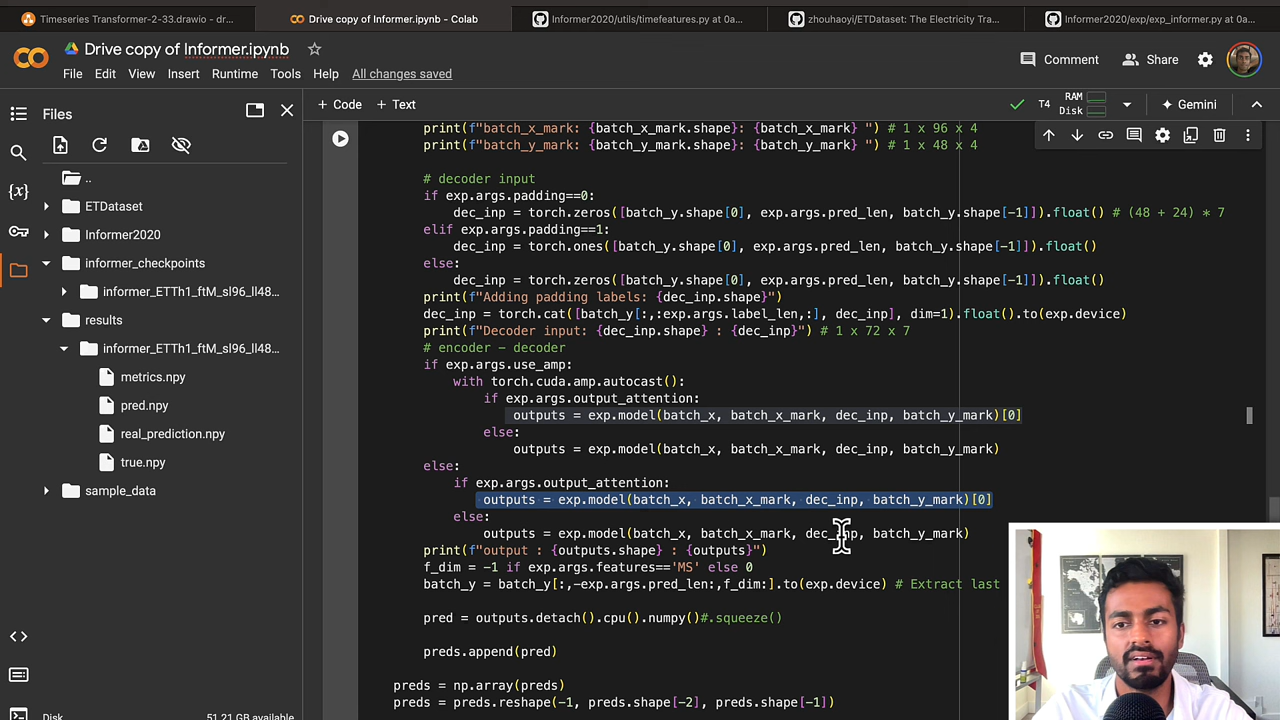 Timeseries Transformer-2-33.drawio - dr...
Drive copy of Informer.ipynb - Colab
Informer2020/utils/timefeatures.py at 0a...
zhouhaoyi/ETDataset: The Electricity Tra...
Informer2020/exp/exp_informer.py at 0a...
Drive copy of Informer.ipynb
Comment
Share
File Edit View Insert Runtime Tools Help All changes saved
+ Code + Text
T4
RAM
Disk
Gemini
Files
..
ETDataset
Informer2020
informer_checkpoints
informer_ETTh1_ftM_sl96_ll48...
results
informer_ETTh1_ftM_sl96_ll48...
metrics.npy
pred.npy
real_prediction.npy
true.npy
sample_data
Disk
51.21 GB available
print(f"batch_x_mark: {batch_x_mark.shape}: {batch_x_mark} ") # 1 x 96 x 4
print(f"batch_y_mark: {batch_y_mark.shape}: {batch_y_mark} ") # 1 x 48 x 4
# decoder input
if exp.args.padding==0:
dec_inp = torch.zeros([batch_y.shape[0], exp.args.pred_len, batch_y.shape[-1]]).float() # (48 + 24) * 7
elif exp.args.padding==1:
dec_inp = torch.ones([batch_y.shape[0], exp.args.pred_len, batch_y.shape[-1]]).float()
else:
dec_inp = torch.zeros([batch_y.shape[0], exp.args.pred_len, batch_y.shape[-1]]).float()
print(f"Adding padding labels: {dec_inp.shape}")
dec_inp = torch.cat([batch_y[:,:exp.args.label_len,:], dec_inp], dim=1).float().to(exp.device)
print(f"Decoder input: {dec_inp.shape} : {dec_inp}") # 1 x 72 x 7
# encoder - decoder
if exp.args.use_amp:
with torch.cuda.amp.autocast():
if exp.args.output_attention:
outputs = exp.model(batch_x, batch_x_mark, dec_inp, batch_y_mark)[0]
else:
outputs = exp.model(batch_x, batch_x_mark, dec_inp, batch_y_mark)
else:
if exp.args.output_attention:
outputs = exp.model(batch_x, batch_x_mark, dec_inp, batch_y_mark)[0]
else:
outputs = exp.model(batch_x, batch_x_mark, dec_inp, batch_y_mark)
print(f"output : {outputs.shape} : {outputs}")
f_dim = -1 if exp.args.features=='MS' else 0
batch_y = batch_y[:,-exp.args.pred_len:,f_dim:].to(exp.device) # Extract last
pred = outputs.detach().cpu().numpy()#.squeeze()
preds.append(pred)
preds = np.array(preds)
preds = preds.reshape(-1, preds.shape[-2], preds.shape[-1])